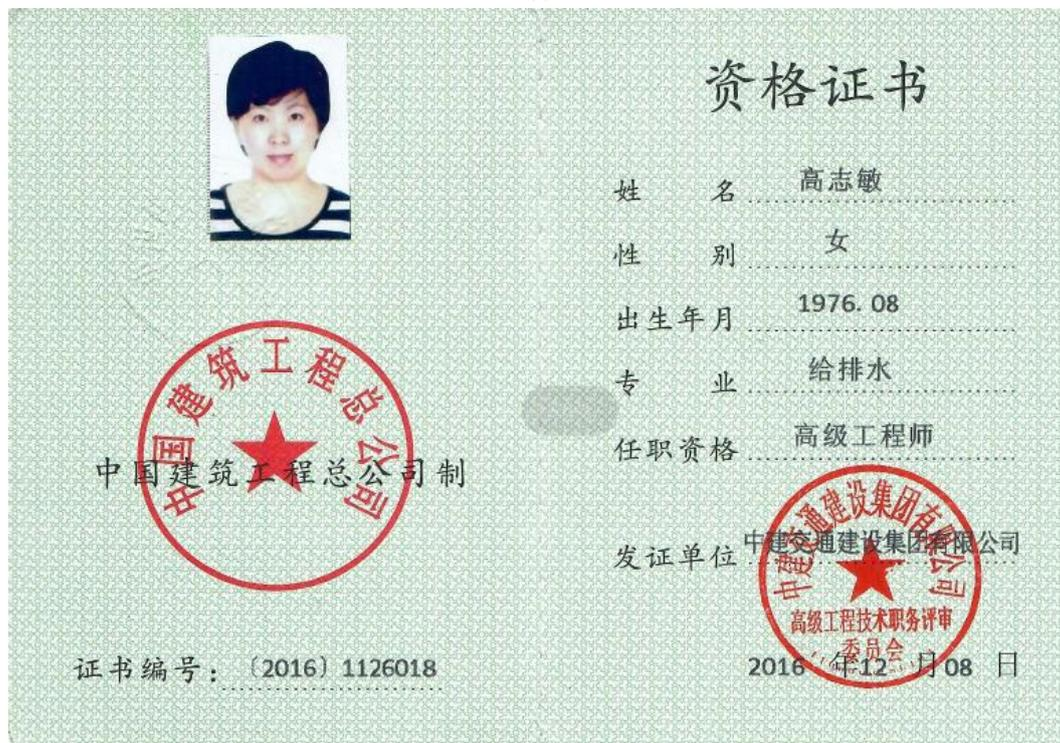 中国建筑工程总公司
中国建筑工程总公司制
证书编号：〔2016〕1126018
资格证书
姓名 高志敏
性别 女
出生年月 1976.08
专业 给排水
任职资格 高级工程师
发证单位 中建交通建设集团有限公司
中建交通建设集团有限公司
高级工程技术职务评审
委员会
2016 年 12 月 08 日